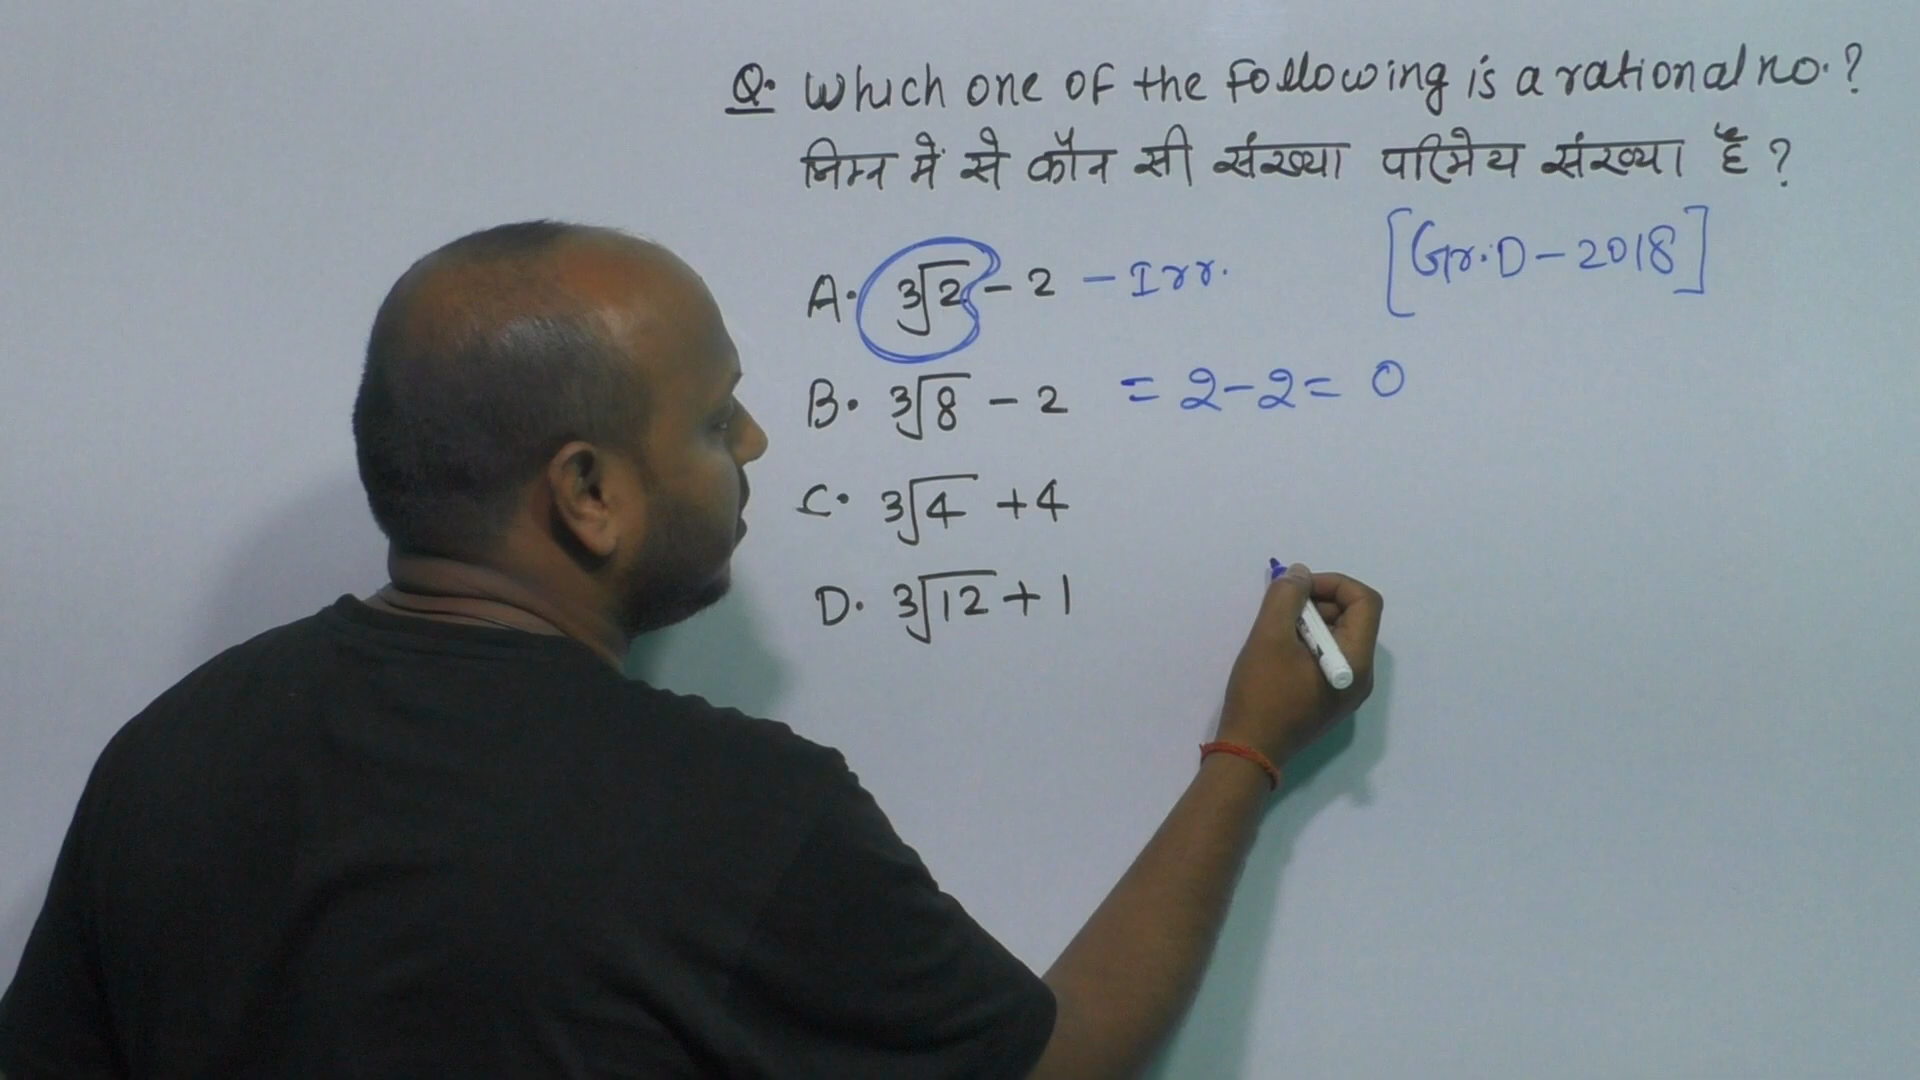 Q. Which one of the following is a rational no.?
निम्न में से कौन सी संख्या परिमेय संख्या है?
[Gr.D-2018]
A. ∛2 - 2 - Irr.
B. ∛8 - 2 = 2-2 = 0
C. ∛4 + 4
D. ∛12 + 1